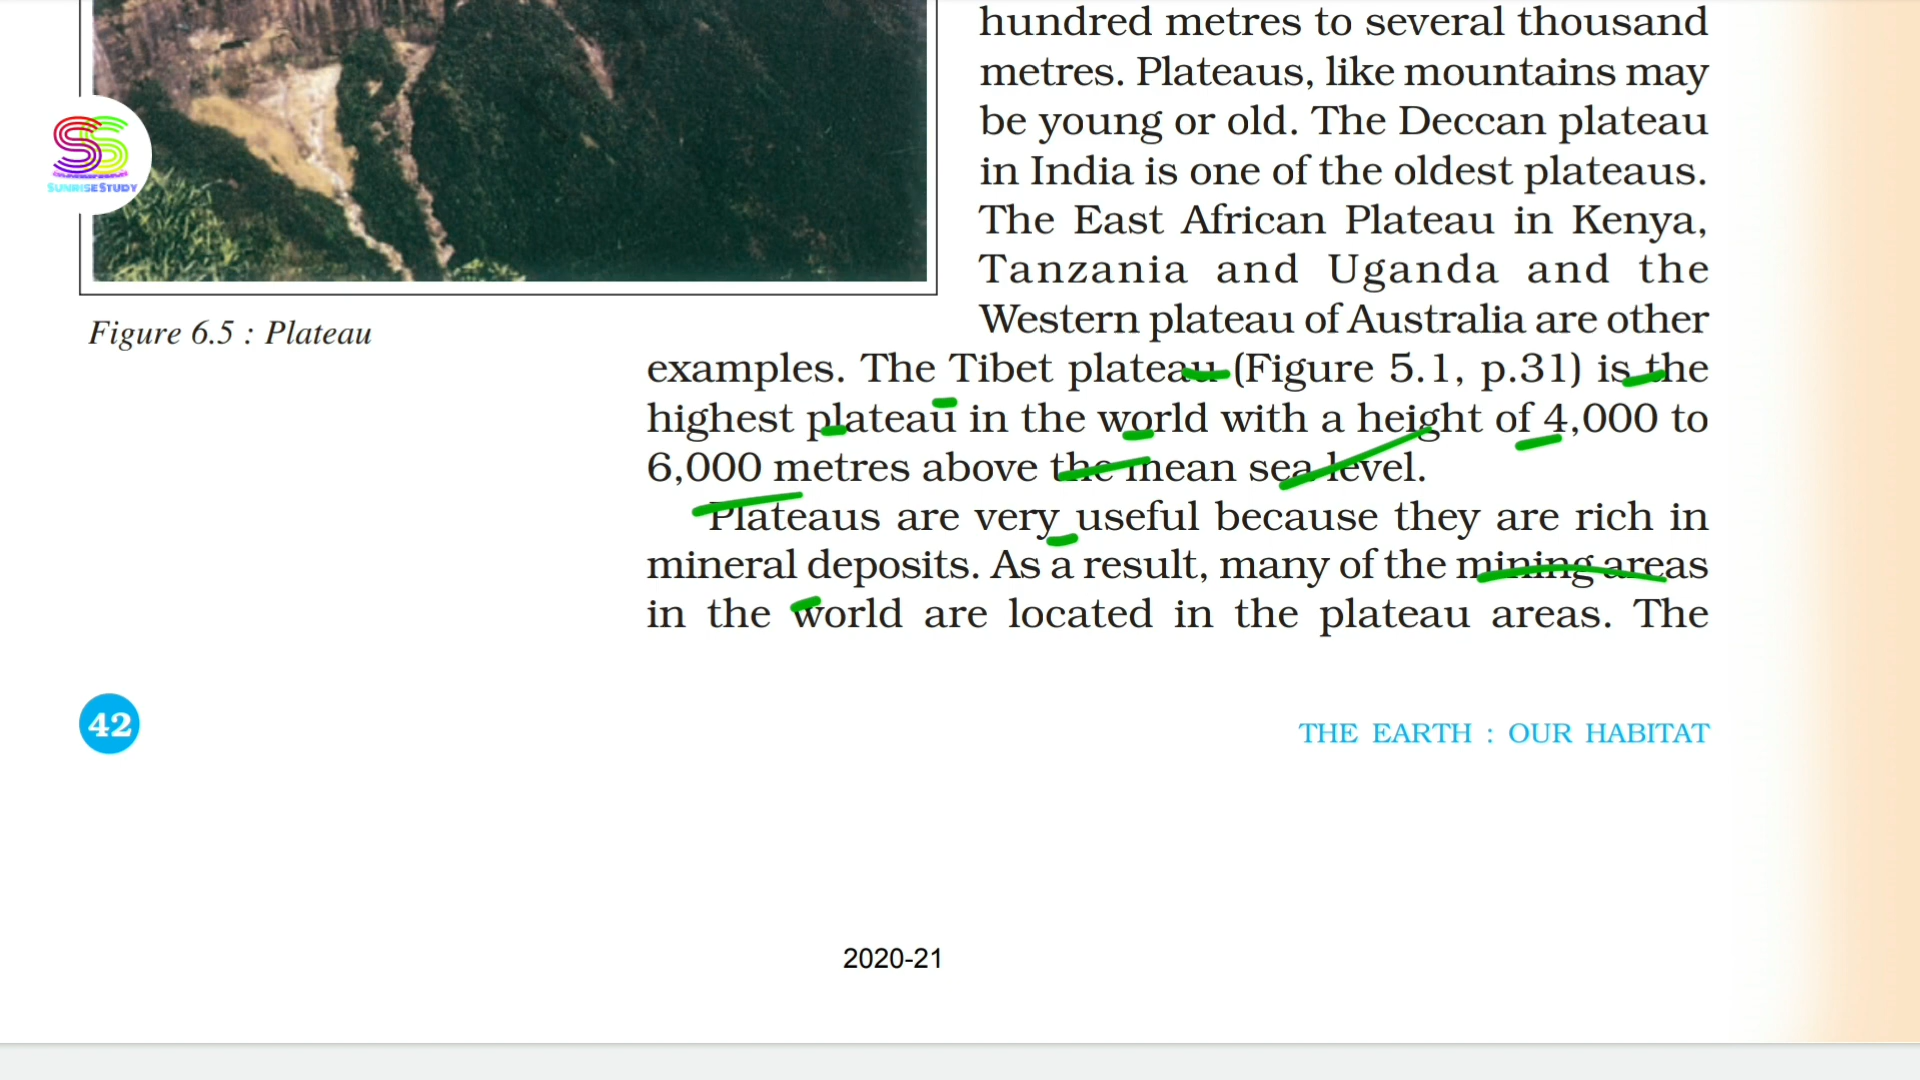 hundred metres to several thousand
metres. Plateaus, like mountains may
be young or old. The Deccan plateau
in India is one of the oldest plateaus.
The East African Plateau in Kenya,
Tanzania and Uganda and the
Western plateau of Australia are other
examples. The Tibet plateau (Figure 5.1, p.31) is the
highest plateau in the world with a height of 4,000 to
6,000 metres above the mean sea level.
Plateaus are very useful because they are rich in
mineral deposits. As a result, many of the mining areas
in the world are located in the plateau areas. The
SS
SUNRISE STUDY
Figure 6.5 : Plateau
42
THE EARTH : OUR HABITAT
2020-21